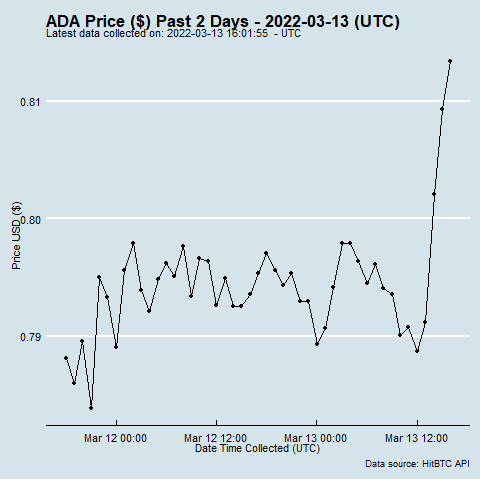 ADA Price ($) Past 2 Days - 2022-03-13 (UTC)
Latest data collected on: 2022-03-13 16:01:55  - UTC
0.81
0.80
0.79
Price USD ($)
Mar 12 00:00
Mar 12 12:00
Mar 13 00:00
Mar 13 12:00
Date Time Collected (UTC)
Data source: HitBTC API